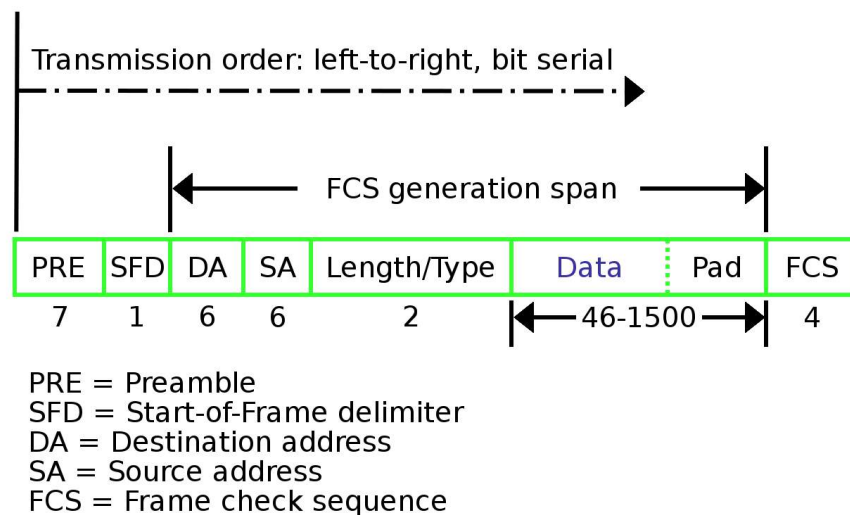 Transmission order: left-to-right, bit serial
FCS generation span
PRE SFD DA SA Length/Type Data Pad FCS
7 1 6 6 2 46-1500 4
PRE = Preamble
SFD = Start-of-Frame delimiter
DA = Destination address
SA = Source address
FCS = Frame check sequence